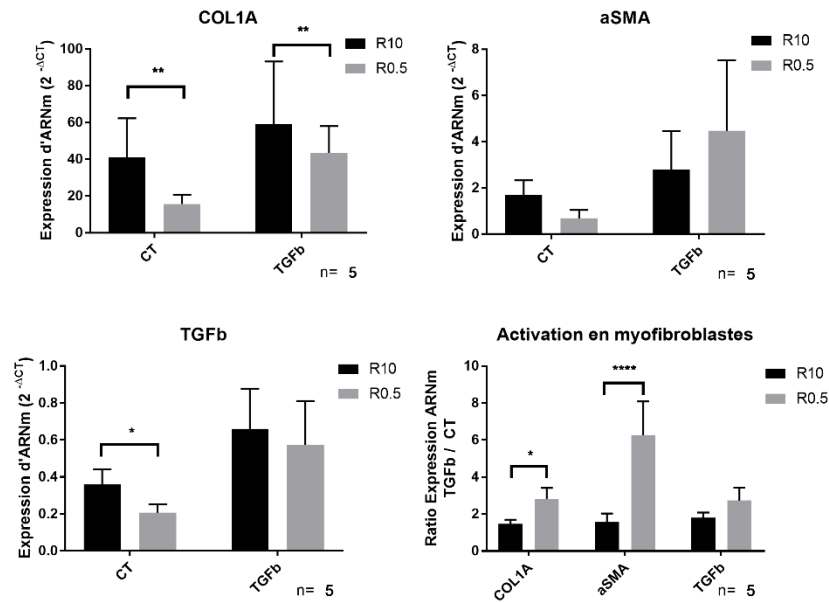 COL1A
Expression d'ARNm (2 -ΔCT)
100
80
60
40
20
0
**
**
R10
R0.5
CT
TGFb
n= 5
aSMA
Expression d'ARNm (2 -ΔCT)
8
6
4
2
0
R10
R0.5
CT
TGFb
n= 5
TGFb
Expression d'ARNm (2 -ΔCT)
1.0
0.8
0.6
0.4
0.2
0.0
*
R10
R0.5
CT
TGFb
n= 5
Activation en myofibroblastes
Ratio Expression ARNm
TGFb / CT
10
8
6
4
2
0
*
****
R10
R0.5
COL1A
aSMA
TGFb
n= 5